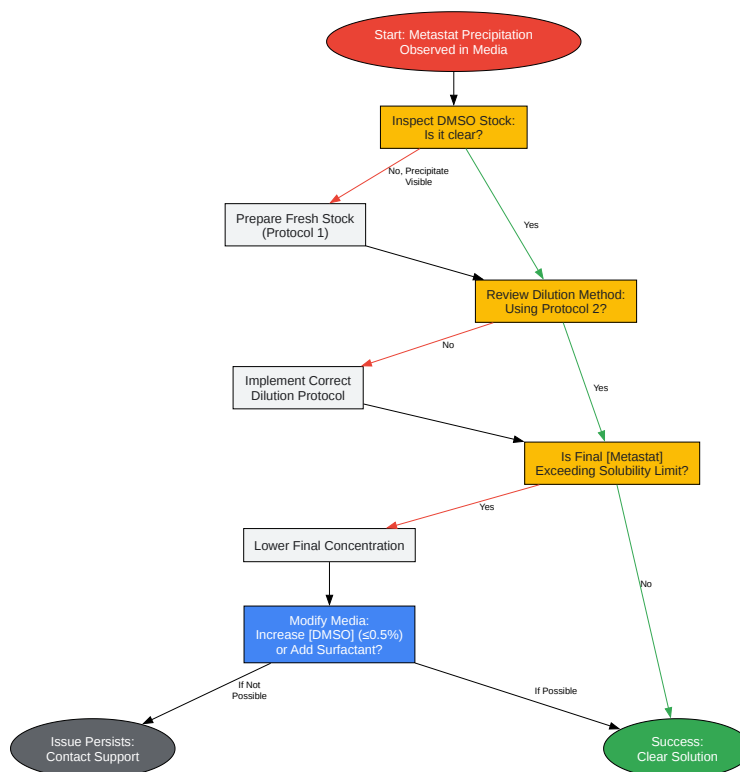 Start: Metastat Precipitation
Observed in Media
Inspect DMSO Stock:
Is it clear?
No, Precipitate
Visible
Prepare Fresh Stock
(Protocol 1)
Yes
Review Dilution Method:
Using Protocol 2?
No
Implement Correct
Dilution Protocol
Yes
Is Final [Metastat]
Exceeding Solubility Limit?
Yes
Lower Final Concentration
No
Modify Media:
Increase [DMSO] (≤0.5%)
or Add Surfactant?
If Not
Possible
If Possible
Issue Persists:
Contact Support
Success:
Clear Solution